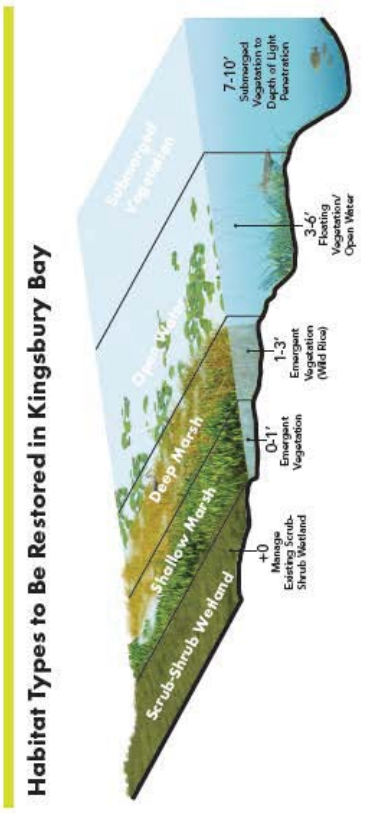 Habitat Types to Be Restored in Kingsbury Bay
Scrub-Shrub Wetland
Shallow Marsh
Deep Marsh
Open Water
Submerged
Vegetation
+0
Manage
Existing Scrub-
Shrub Wetland
0-1'
Emergent
Vegetation
1-3'
Emergent
Vegetation
(Wild Rice)
3-6'
Floating
Vegetation/
Open Water
7-10'
Submerged
Vegetation to
Depth of Light
Penetration